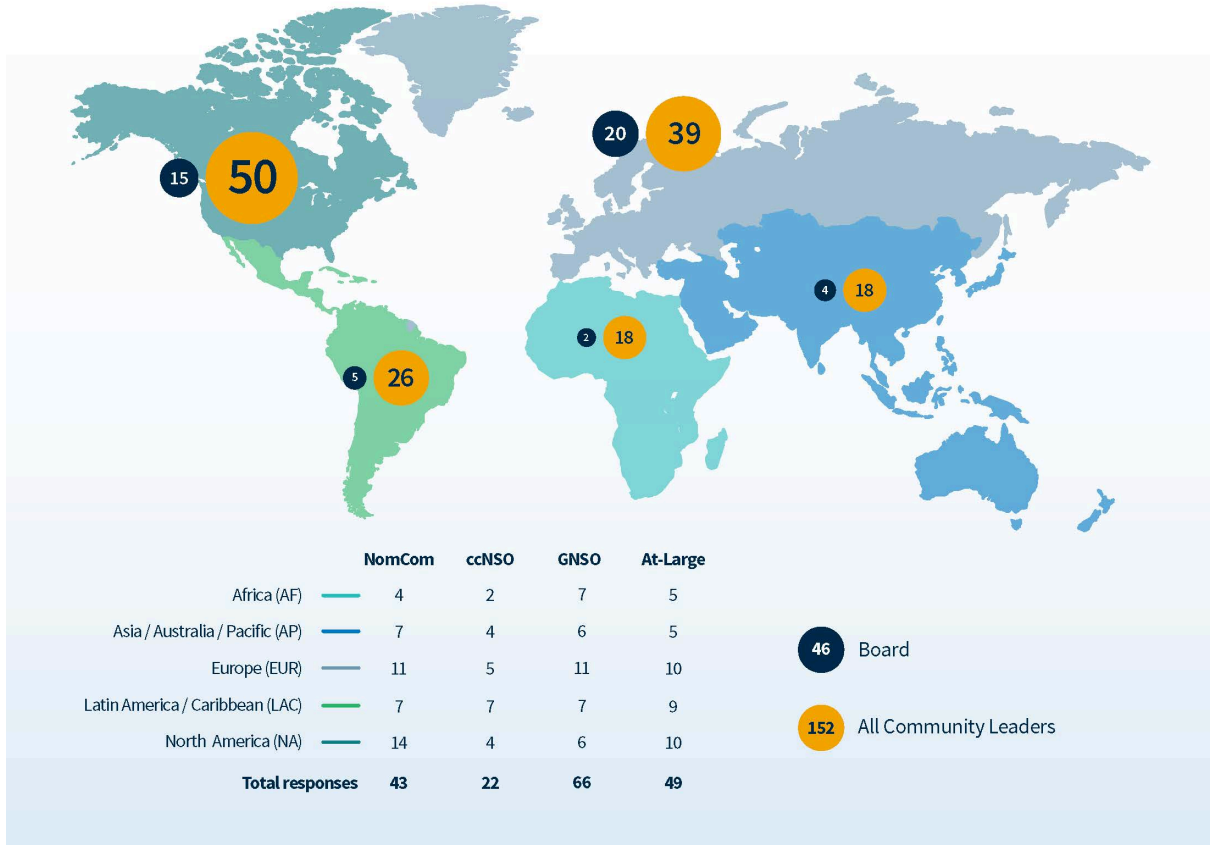 20 39
15 50
4 18
2 18
5 26
NomCom ccNSO GNSO At-Large
Africa (AF) 4 2 7 5
Asia / Australia / Pacific (AP) 7 4 6 5
Europe (EUR) 11 5 11 10
Latin America / Caribbean (LAC) 7 7 7 9
North America (NA) 14 4 6 10
Total responses 43 22 66 49
46 Board
152 All Community Leaders